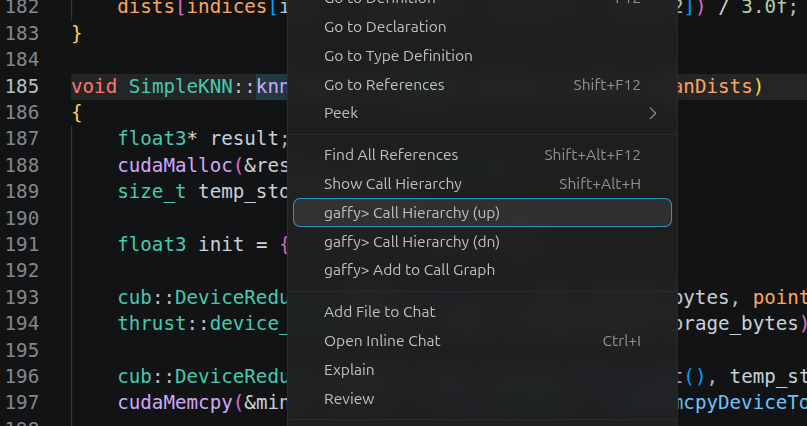 182 dists[indices[i 2]) / 3.0f;
Go to Definition F12
183 }
Go to Declaration
184
Go to Type Definition
185 void SimpleKNN::knn anDists)
Go to References Shift+F12
186 {
Peek
187 float3* result;
188 cudaMalloc(&res
Find All References Shift+Alt+F12
189 size_t temp_sto
Show Call Hierarchy Shift+Alt+H
190
gaffy> Call Hierarchy (up)
191 float3 init = {
gaffy> Call Hierarchy (dn)
192
gaffy> Add to Call Graph
193 cub::DeviceRedu bytes, point
Add File to Chat
194 thrust::device_ orage_bytes)
195
Open Inline Chat Ctrl+I
196 cub::DeviceRedu t(), temp_st
Explain
197 cudaMemcpy(&min mcpyDeviceTo
Review